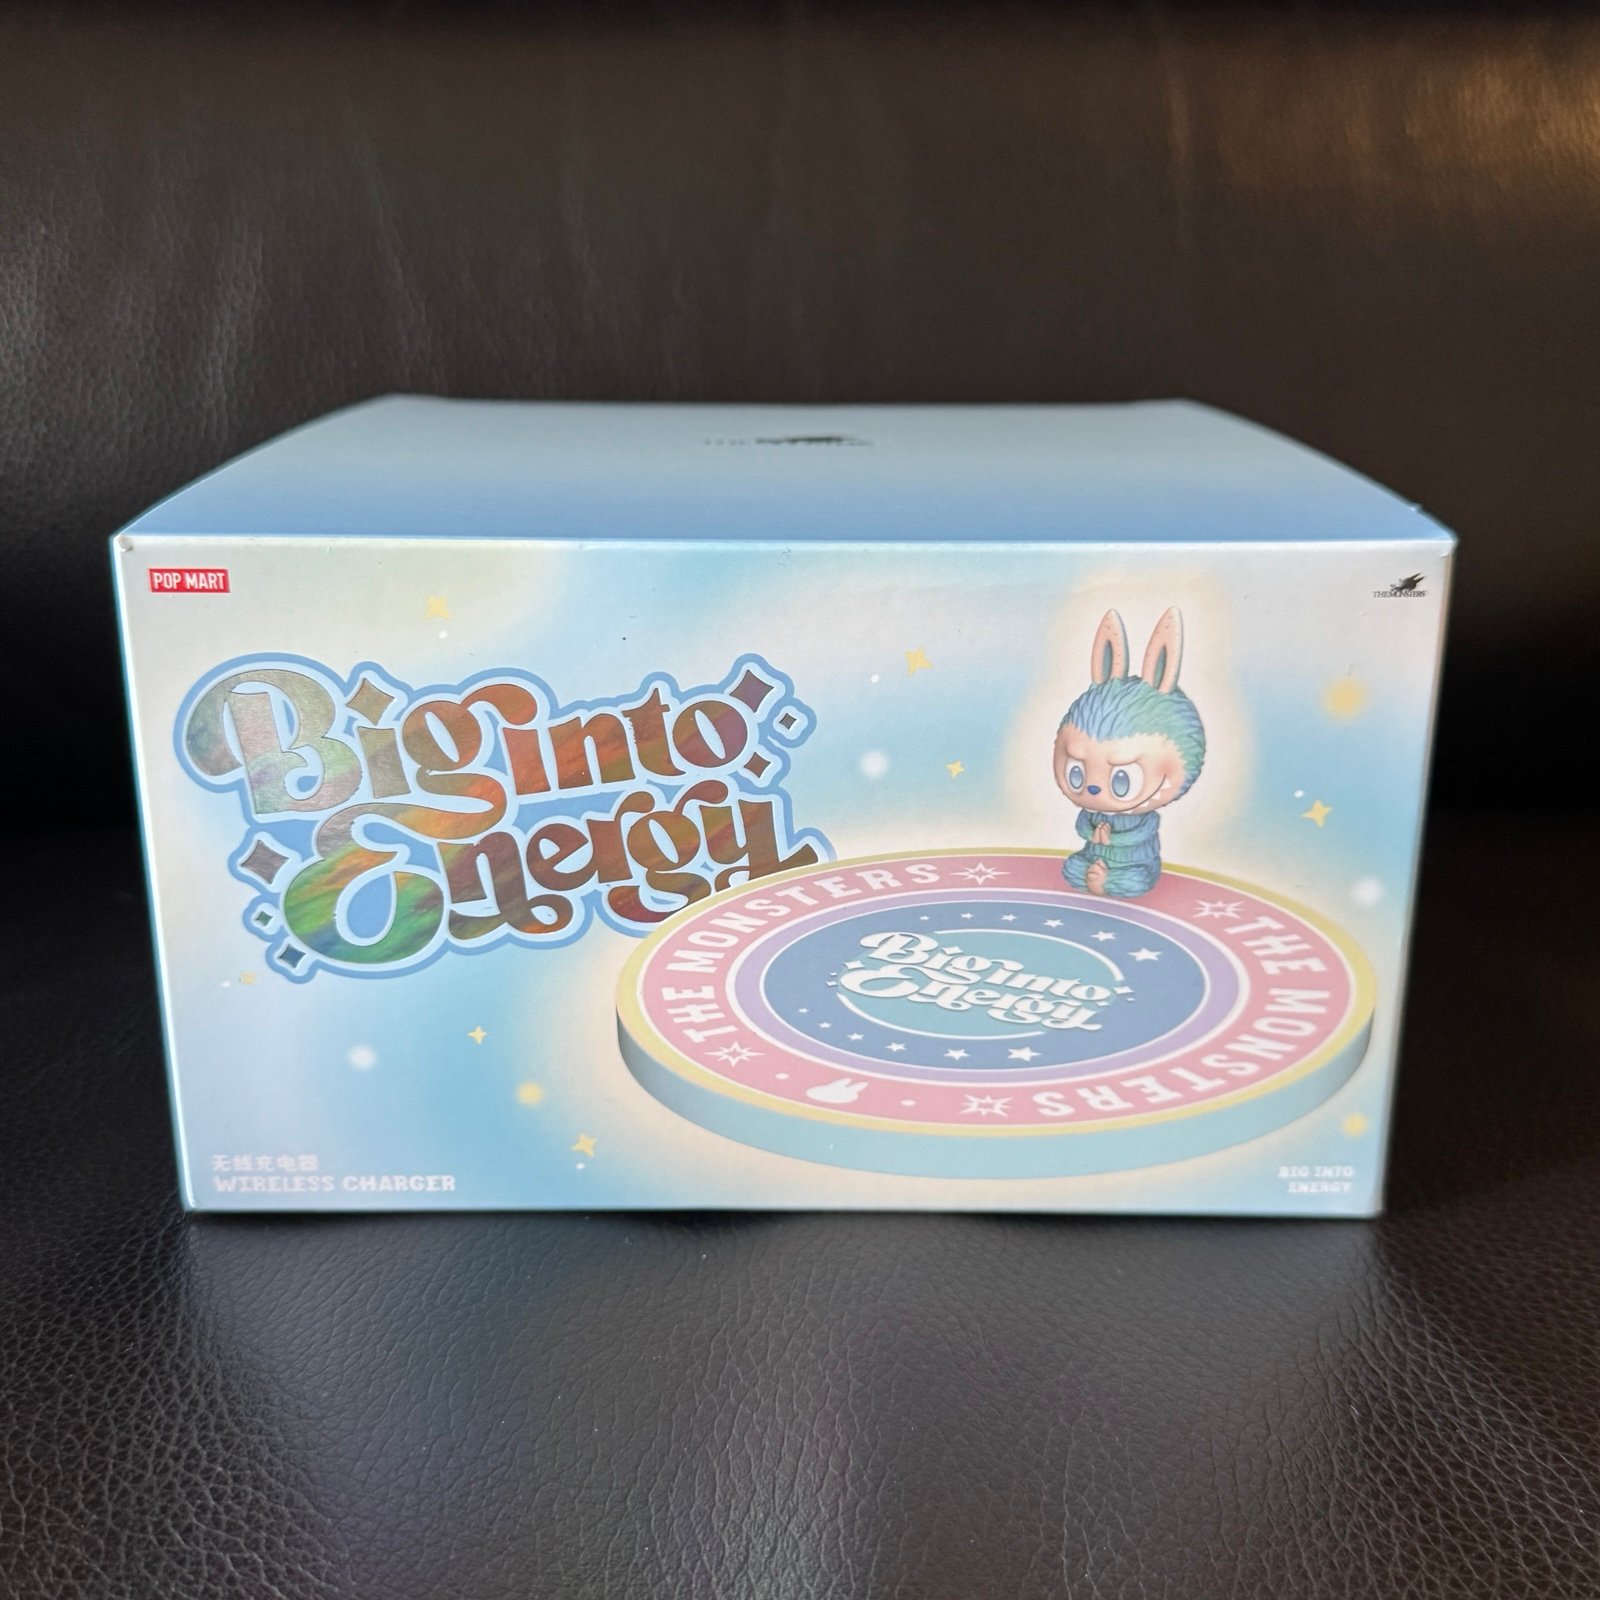 POP MART
THE MONSTERS
Big into
Energy
THE MONSTERS
THE MONSTERS
Big into
Energy
无线充电器
WIRELESS CHARGER
BIG INTO
ENERGY